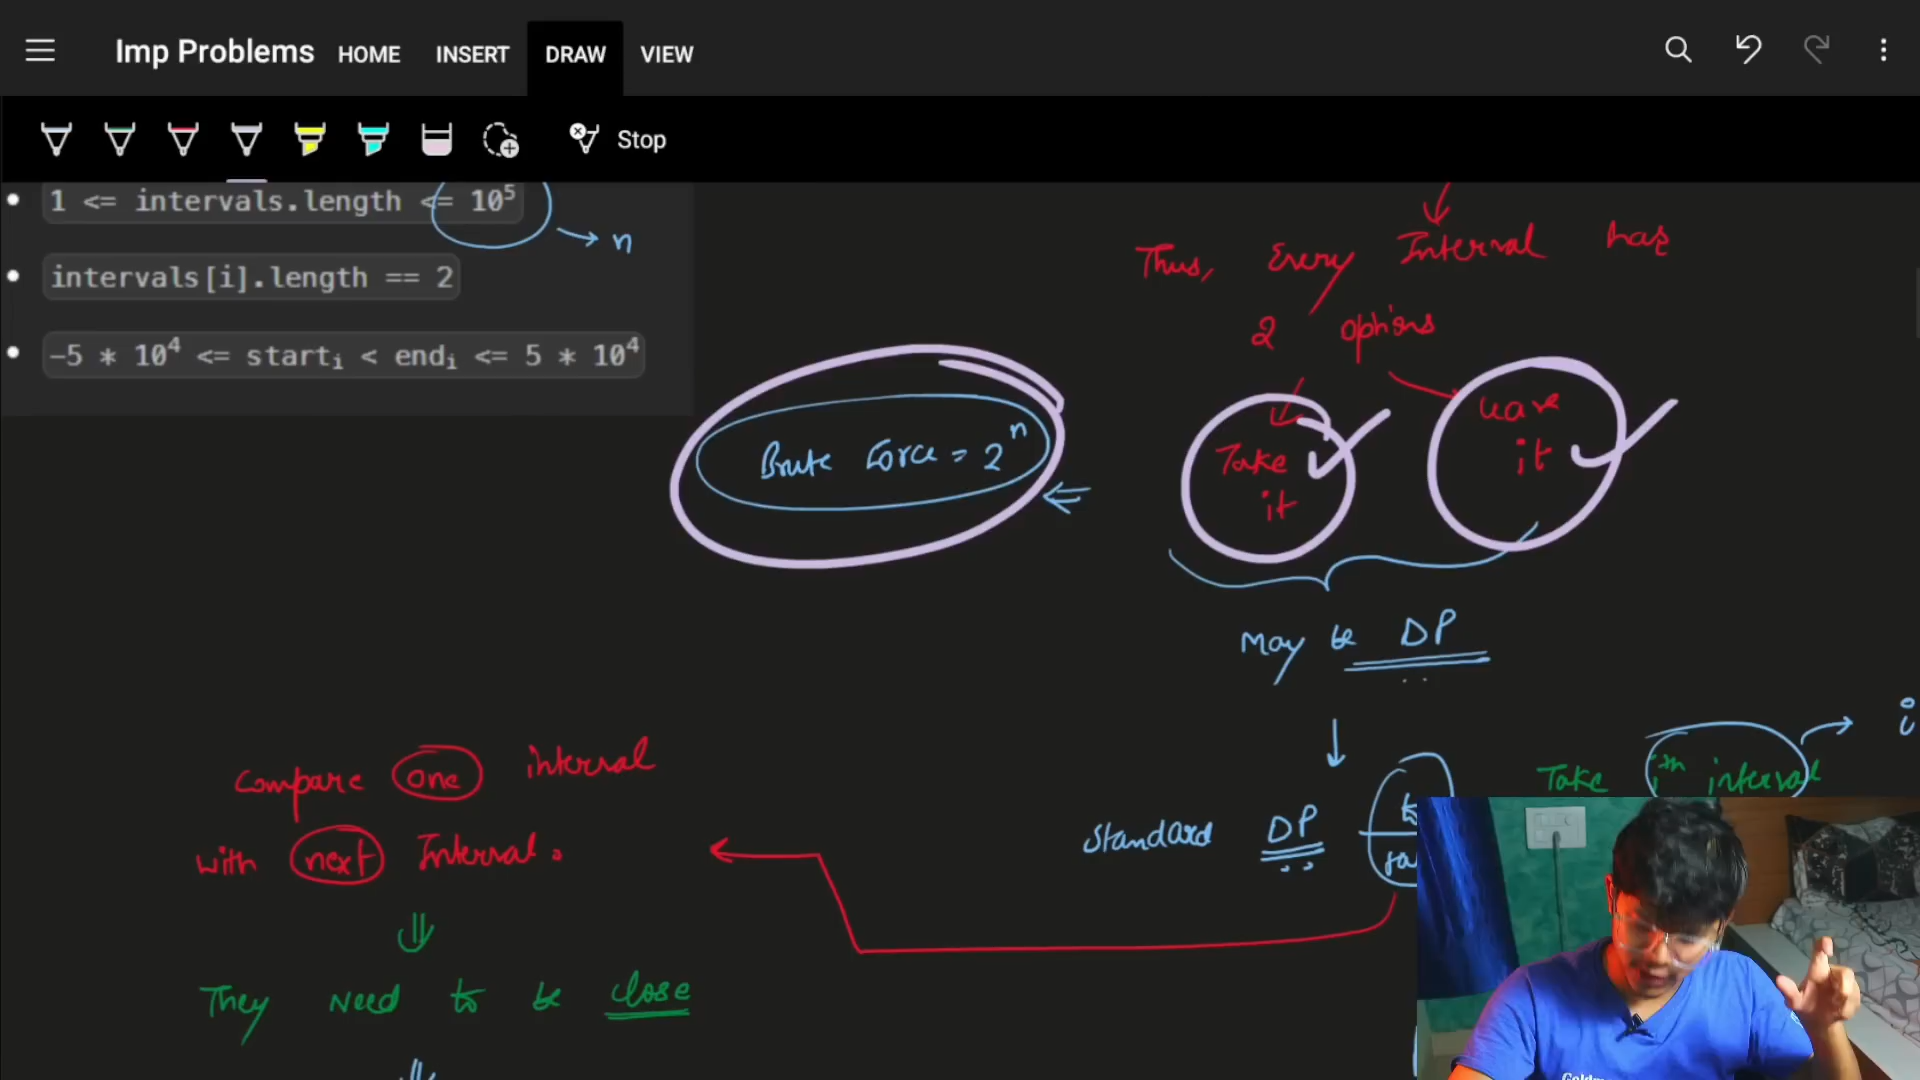 Imp Problems HOME INSERT DRAW VIEW
Stop
1 <= intervals.length <= 10⁵
n
intervals[i].length == 2
-5 * 10⁴ <= startᵢ < endᵢ <= 5 * 10⁴
Thus, Every Interval has
2 options
Take it
leave it
Brute Force = 2ⁿ
May be DP
Standard DP
Take iᵗʰ interval
i
Compare one interval
with next Interval.
They Need to be close